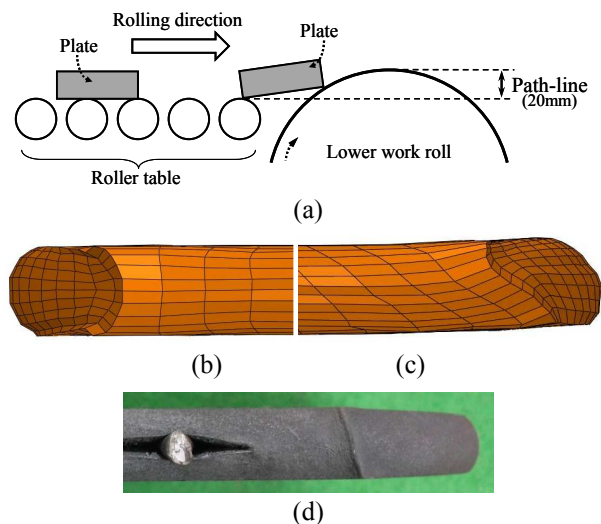 Rolling direction
Plate
Plate
Path-line
(20mm)
Lower work roll
Roller table
(a)
(b)
(c)
(d)